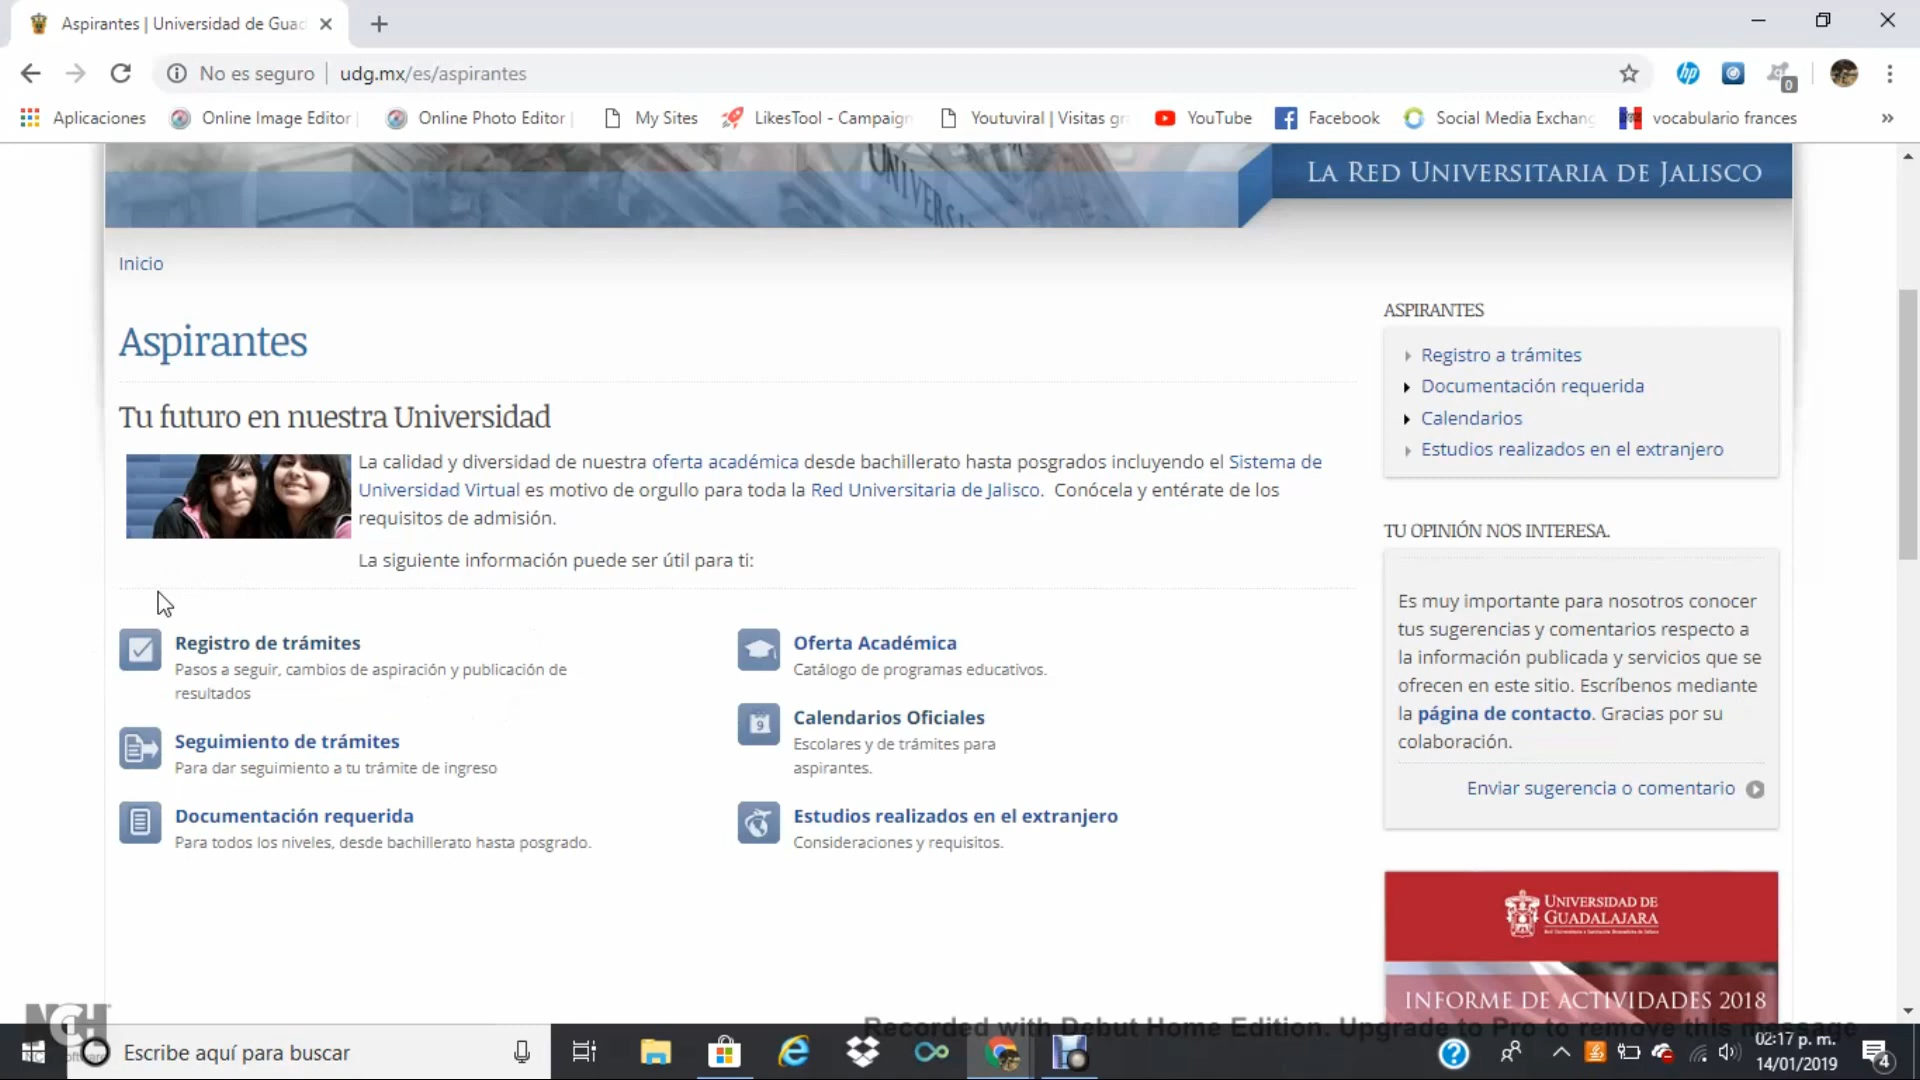 Aspirantes | Universidad de Guad
No es seguro
udg.mx/es/aspirantes
0
Aplicaciones
Online Image Editor |
Online Photo Editor |
My Sites
LikesTool - Campaign
Youtuviral | Visitas gr
YouTube
Facebook
Social Media Exchang
vocabulario frances
»
LA RED UNIVERSITARIA DE JALISCO
Inicio
Aspirantes
Tu futuro en nuestra Universidad
La calidad y diversidad de nuestra oferta académica desde bachillerato hasta posgrados incluyendo el Sistema de
Universidad Virtual es motivo de orgullo para toda la Red Universitaria de Jalisco. Conócela y entérate de los
requisitos de admisión.
La siguiente información puede ser útil para ti:
Registro de trámites
Pasos a seguir, cambios de aspiración y publicación de
resultados
Seguimiento de trámites
Para dar seguimiento a tu trámite de ingreso
Documentación requerida
Para todos los niveles, desde bachillerato hasta posgrado.
Oferta Académica
Catálogo de programas educativos.
9
Calendarios Oficiales
Escolares y de trámites para
aspirantes.
Estudios realizados en el extranjero
Consideraciones y requisitos.
ASPIRANTES
Registro a trámites
Documentación requerida
Calendarios
Estudios realizados en el extranjero
TU OPINIÓN NOS INTERESA.
Es muy importante para nosotros conocer
tus sugerencias y comentarios respecto a
la información publicada y servicios que se
ofrecen en este sitio. Escríbenos mediante
la página de contacto. Gracias por su
colaboración.
Enviar sugerencia o comentario
UNIVERSIDAD DE
GUADALAJARA
INFORME DE ACTIVIDADES 2018
NCH
Recorded with Debut Home Edition. Upgrade to Pro to remove this message
Escribe aquí para buscar
02:17 p. m.
14/01/2019
4